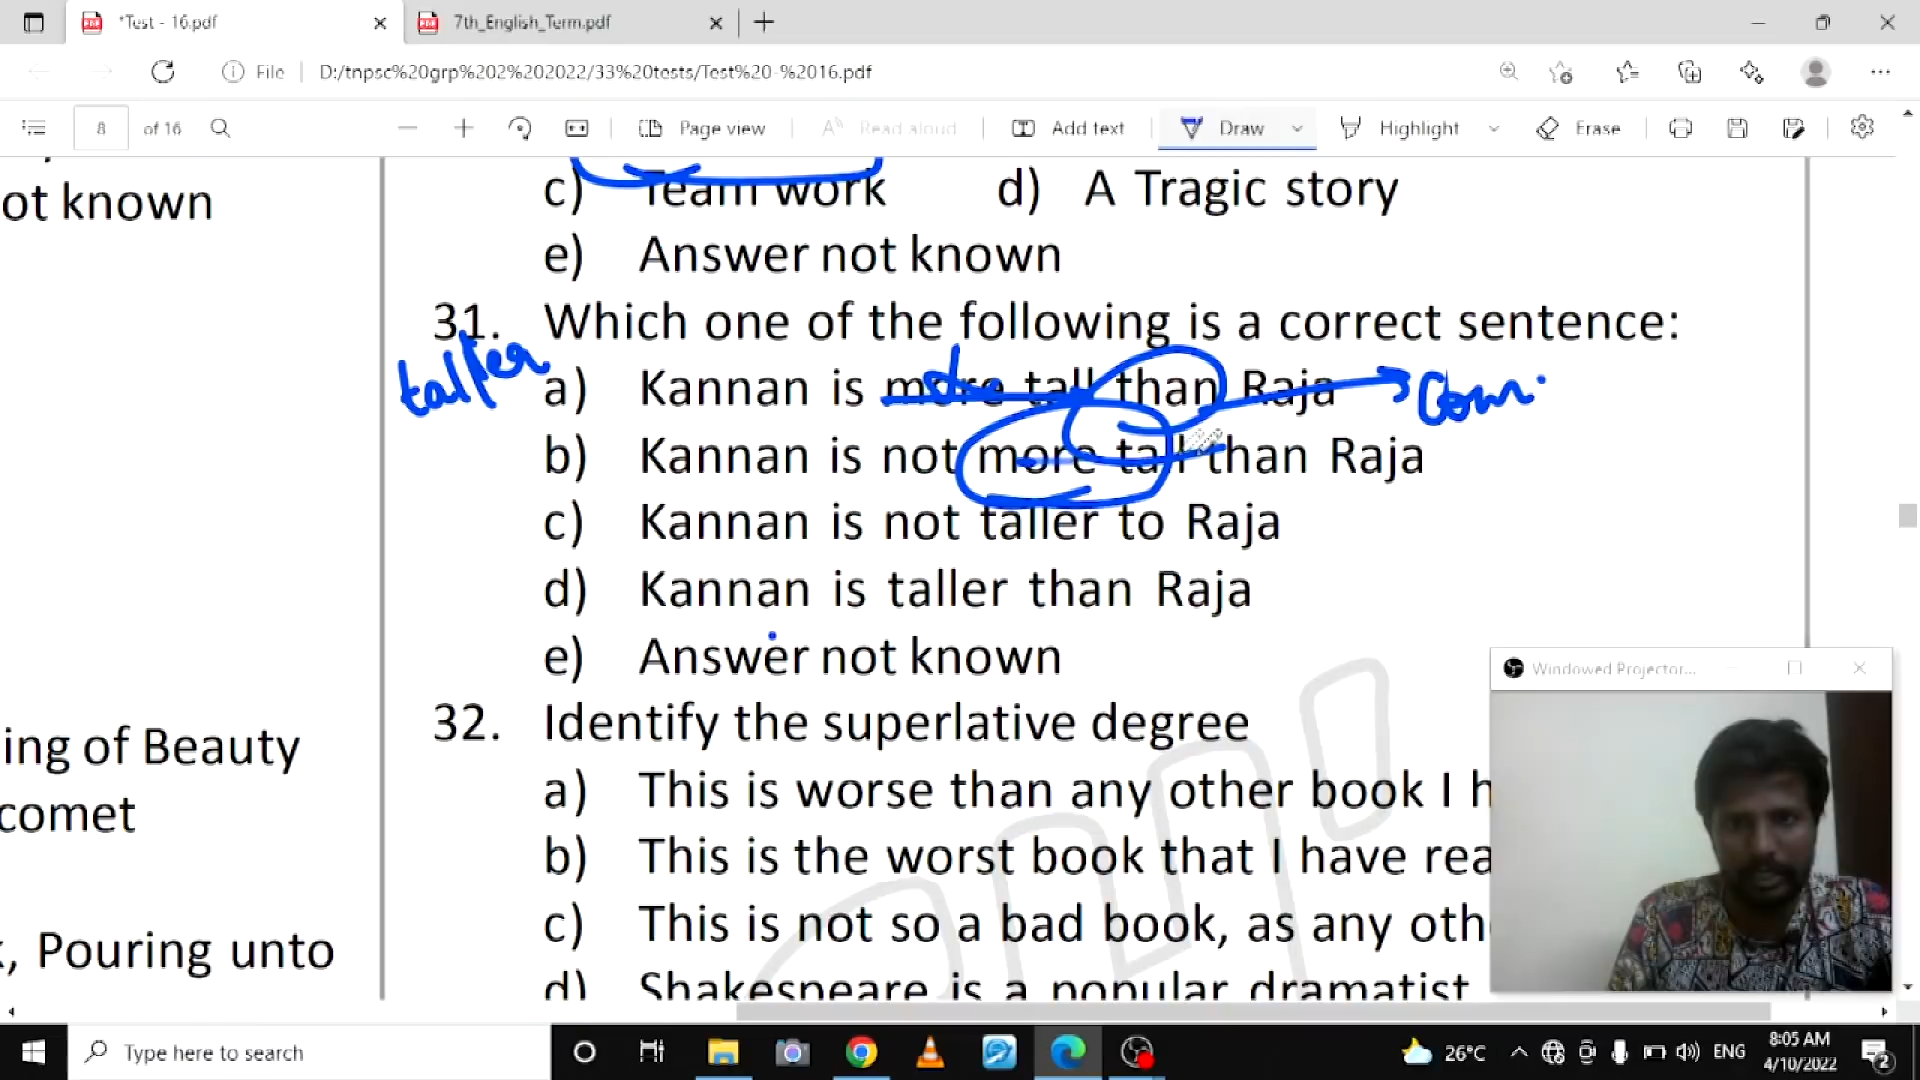 *Test - 16.pdf
7th_English_Term.pdf
File
D:/tnpsc%20grp%202%202022/33%20tests/Test%20-%2016.pdf
8
of 16
Page view
Read aloud
Add text
Draw
Highlight
Erase
ot known
c) Team work d) A Tragic story
e) Answer not known
31. Which one of the following is a correct sentence:
taller
a) Kannan is more tall than Raja
Com.
b) Kannan is not more tall than Raja
c) Kannan is not taller to Raja
d) Kannan is taller than Raja
e) Answer not known
32. Identify the superlative degree
ing of Beauty
a) This is worse than any other book I h
comet
b) This is the worst book that I have rea
c) This is not so a bad book, as any oth
, Pouring unto
d) Shakespeare is a popular dramatist
Windowed Projector...
Type here to search
26°C
ENG
8:05 AM
4/10/2022
2